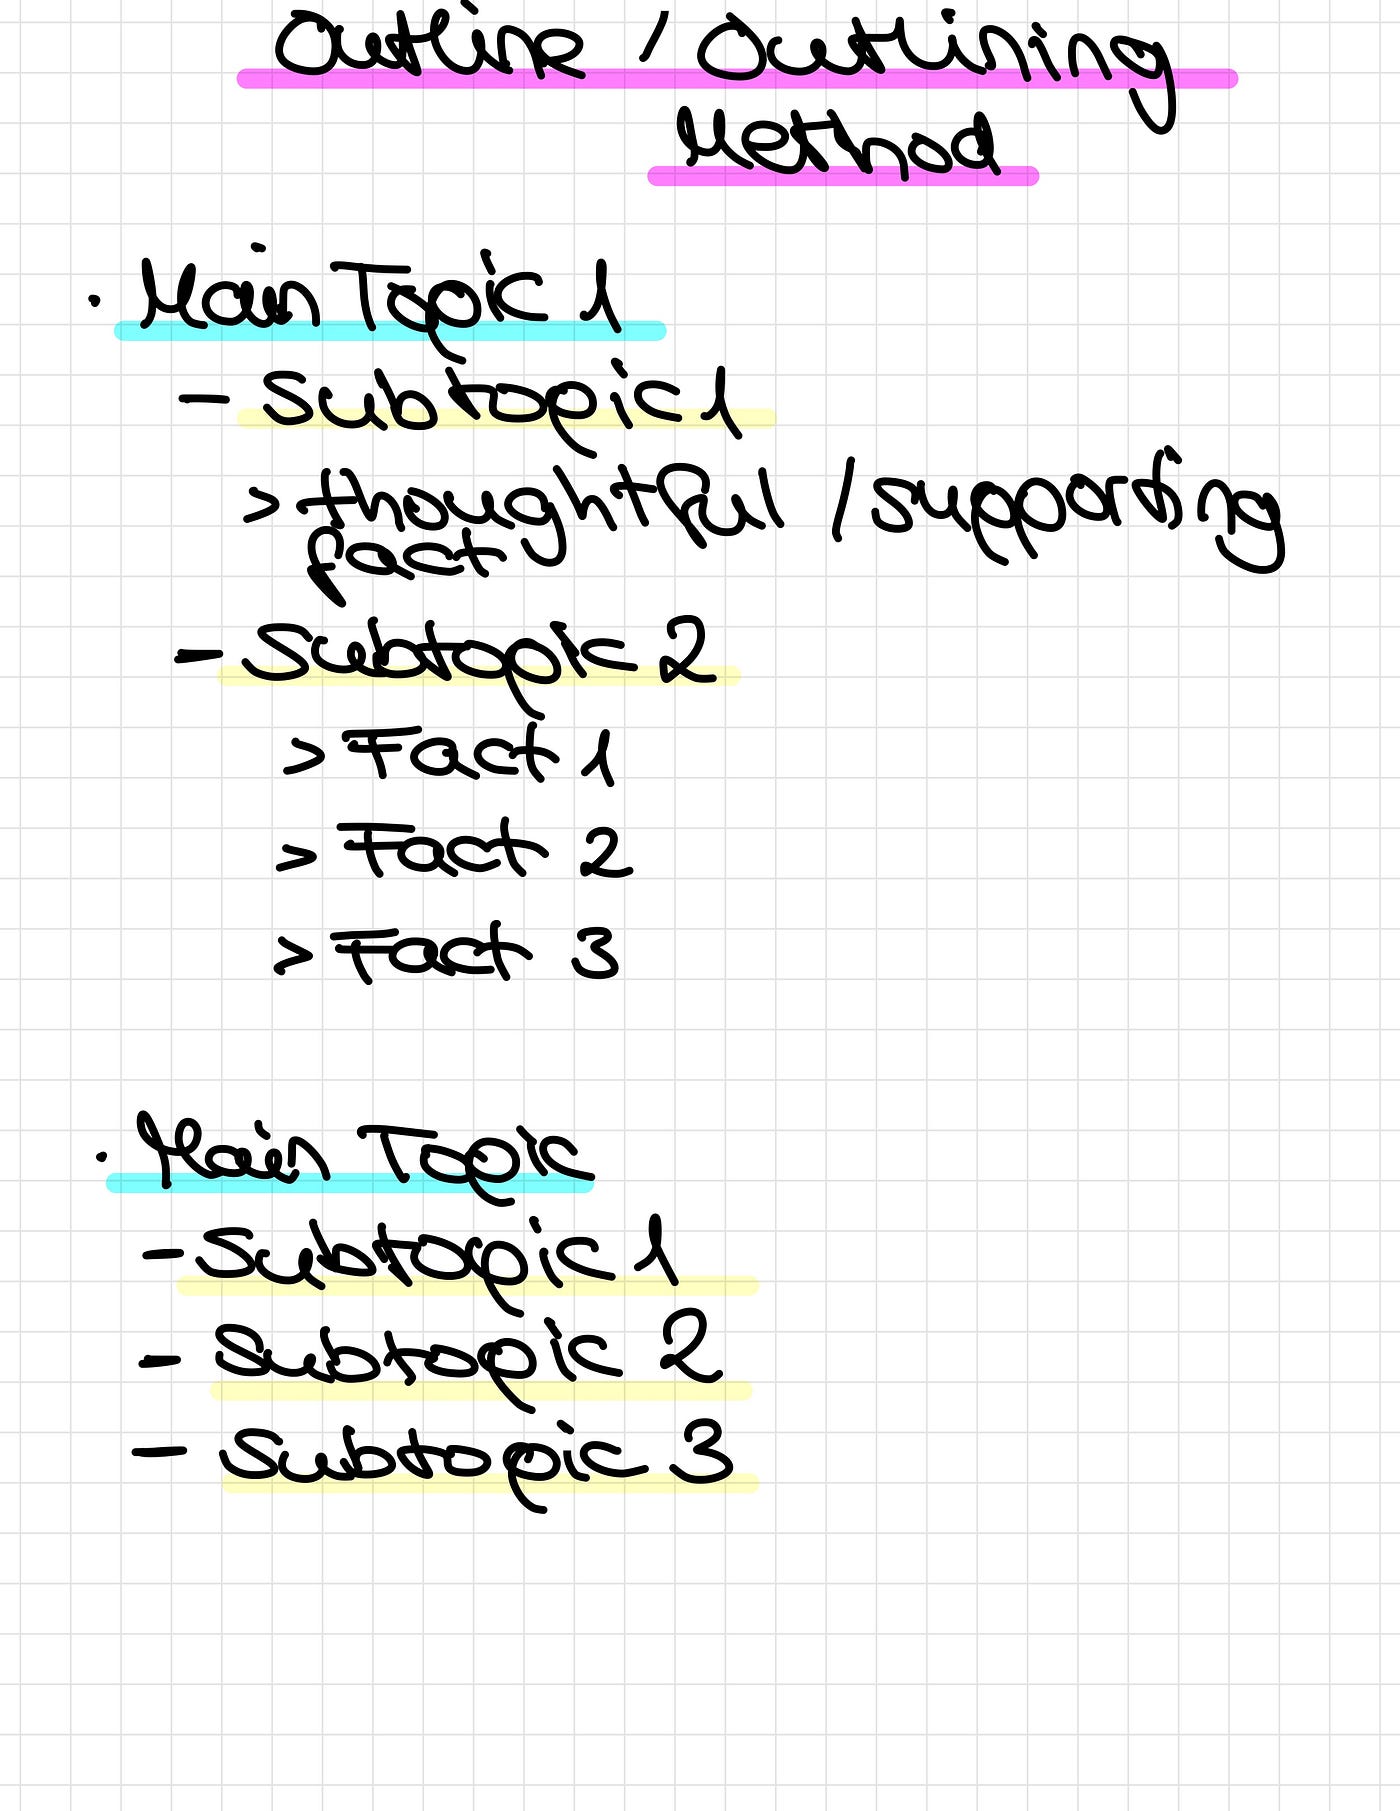 Outline / Outlining
Method
· Main Topic 1
- Subtopic 1
> thoughtful / supporting
fact
- Subtopic 2
> Fact 1
> Fact 2
> Fact 3
· Main Topic
- Subtopic 1
- Subtopic 2
- Subtopic 3